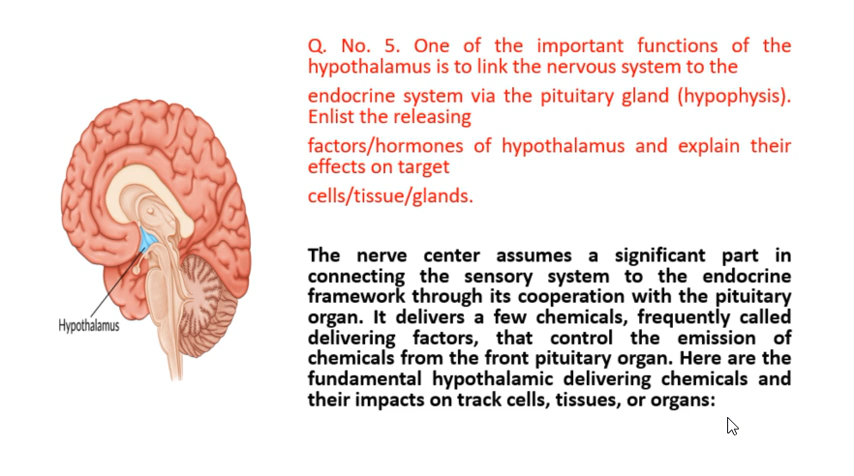 Q. No. 5. One of the important functions of the
hypothalamus is to link the nervous system to the
endocrine system via the pituitary gland (hypophysis).
Enlist the releasing
factors/hormones of hypothalamus and explain their
effects on target
cells/tissue/glands.
The nerve center assumes a significant part in
connecting the sensory system to the endocrine
framework through its cooperation with the pituitary
organ. It delivers a few chemicals, frequently called
delivering factors, that control the emission of
chemicals from the front pituitary organ. Here are the
fundamental hypothalamic delivering chemicals and
their impacts on track cells, tissues, or organs:
Hypothalamus